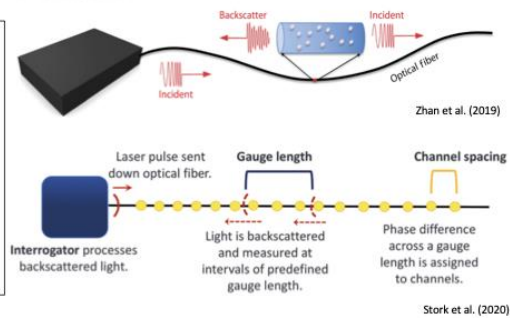 Backscatter
Incident
Incident
Optical fiber
Zhan et al. (2019)
Laser pulse sent
down optical fiber.
Gauge length
Channel spacing
Interrogator processes
backscattered light.
Light is backscattered
and measured at
intervals of predefined
gauge length.
Phase difference
across a gauge
length is assigned
to channels.
Stork et al. (2020)